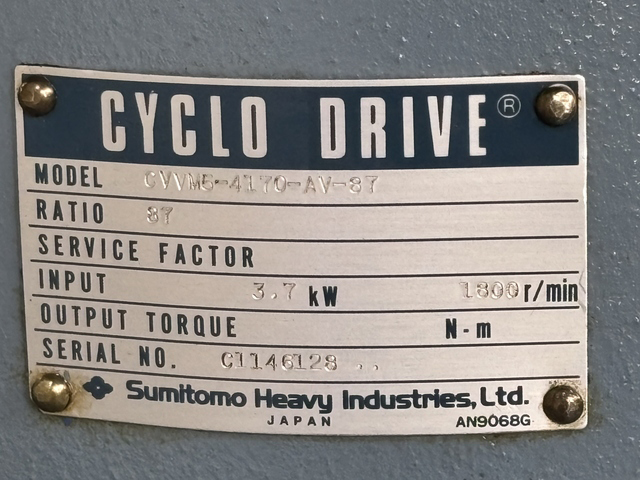 CYCLO DRIVE®
MODEL CVVM5-4170-AV-87
RATIO 87
SERVICE FACTOR
INPUT 3.7 kW 1800 r/min
OUTPUT TORQUE N-m
SERIAL NO. C1146128 ..
Sumitomo Heavy Industries, Ltd.
JAPAN AN9068G